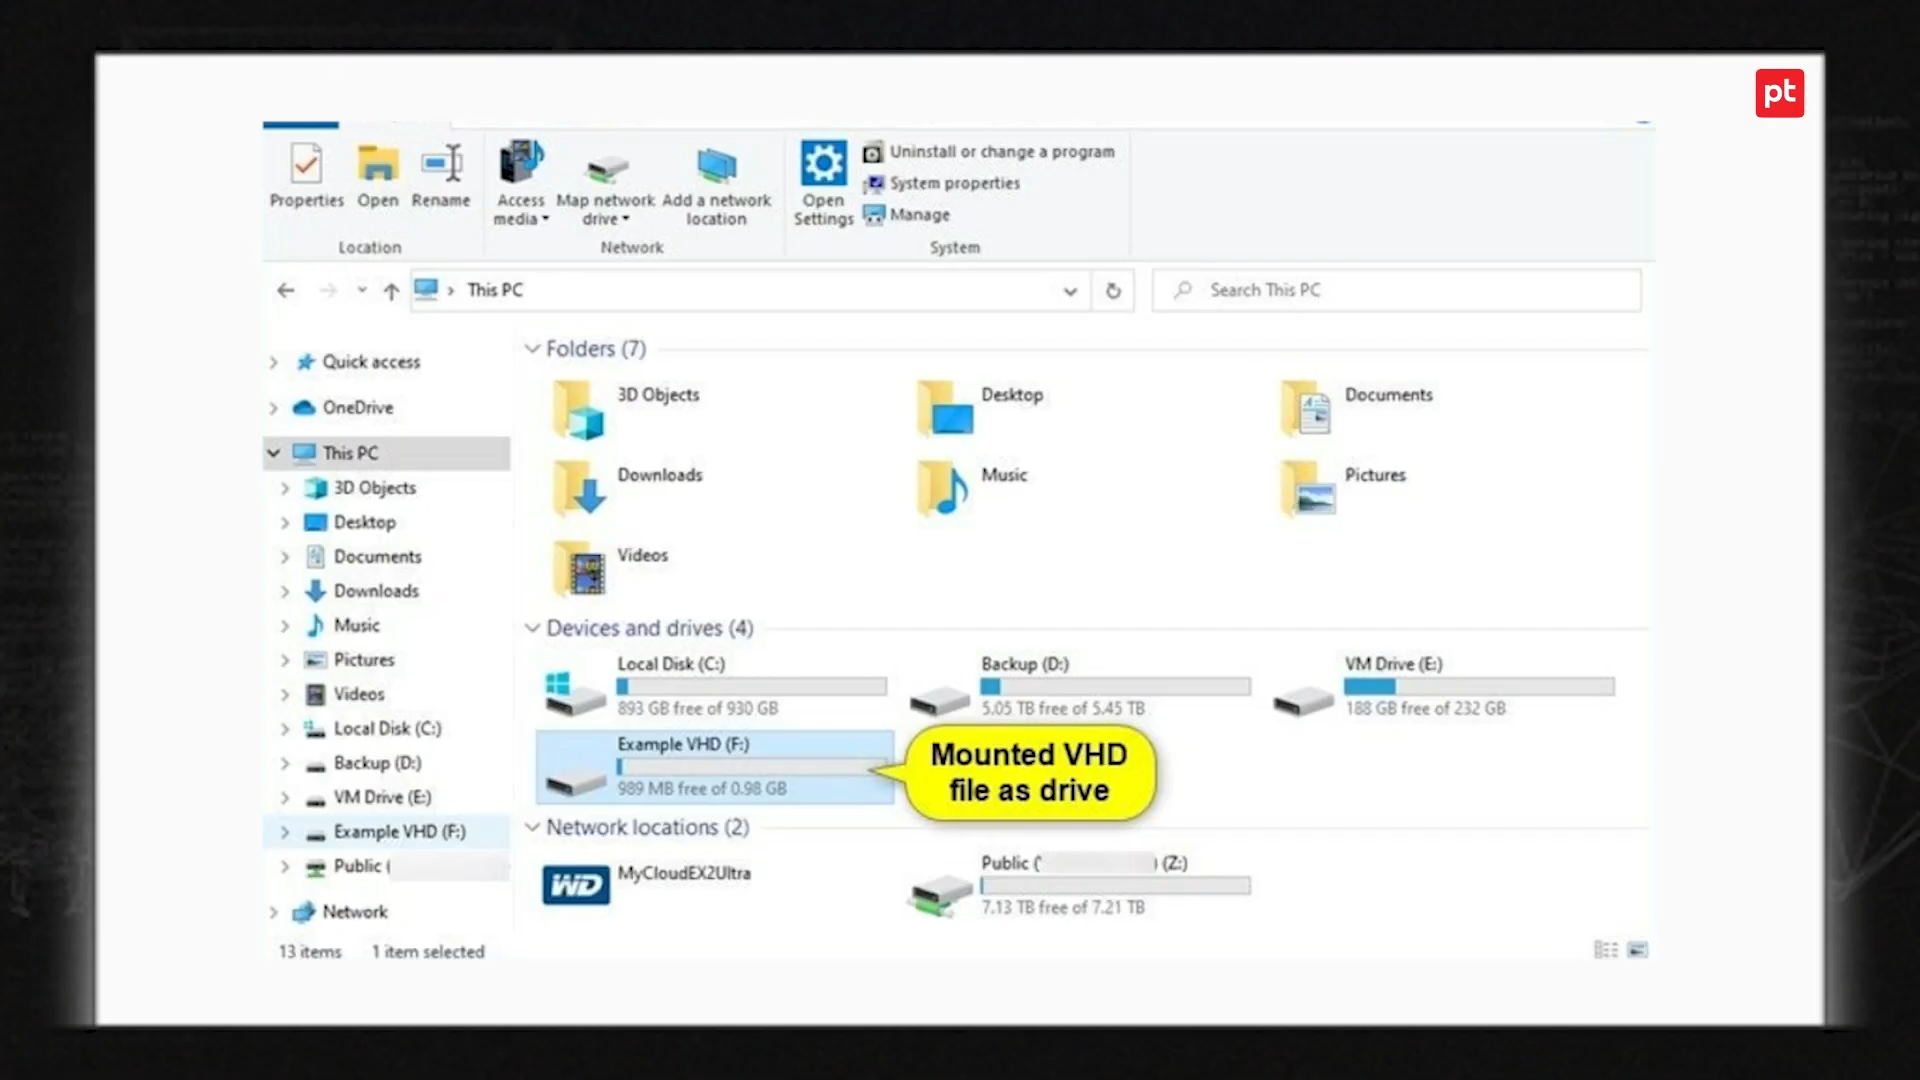 pt
Properties
Open
Rename
Access
media
Map network
drive
Add a network
location
Open
Settings
Uninstall or change a program
System properties
Manage
Location
Network
System
This PC
Search This PC
Quick access
OneDrive
This PC
3D Objects
Desktop
Documents
Downloads
Music
Pictures
Videos
Local Disk (C:)
Backup (D:)
VM Drive (E:)
Example VHD (F:)
Public (
Network
Folders (7)
3D Objects
Desktop
Documents
Downloads
Music
Pictures
Videos
Devices and drives (4)
Local Disk (C:)
893 GB free of 930 GB
Backup (D:)
5.05 TB free of 5.45 TB
VM Drive (E:)
188 GB free of 232 GB
Example VHD (F:)
989 MB free of 0.98 GB
Mounted VHD
file as drive
Network locations (2)
WD
MyCloudEX2Ultra
Public (' ) (Z:)
7.13 TB free of 7.21 TB
13 items
1 item selected